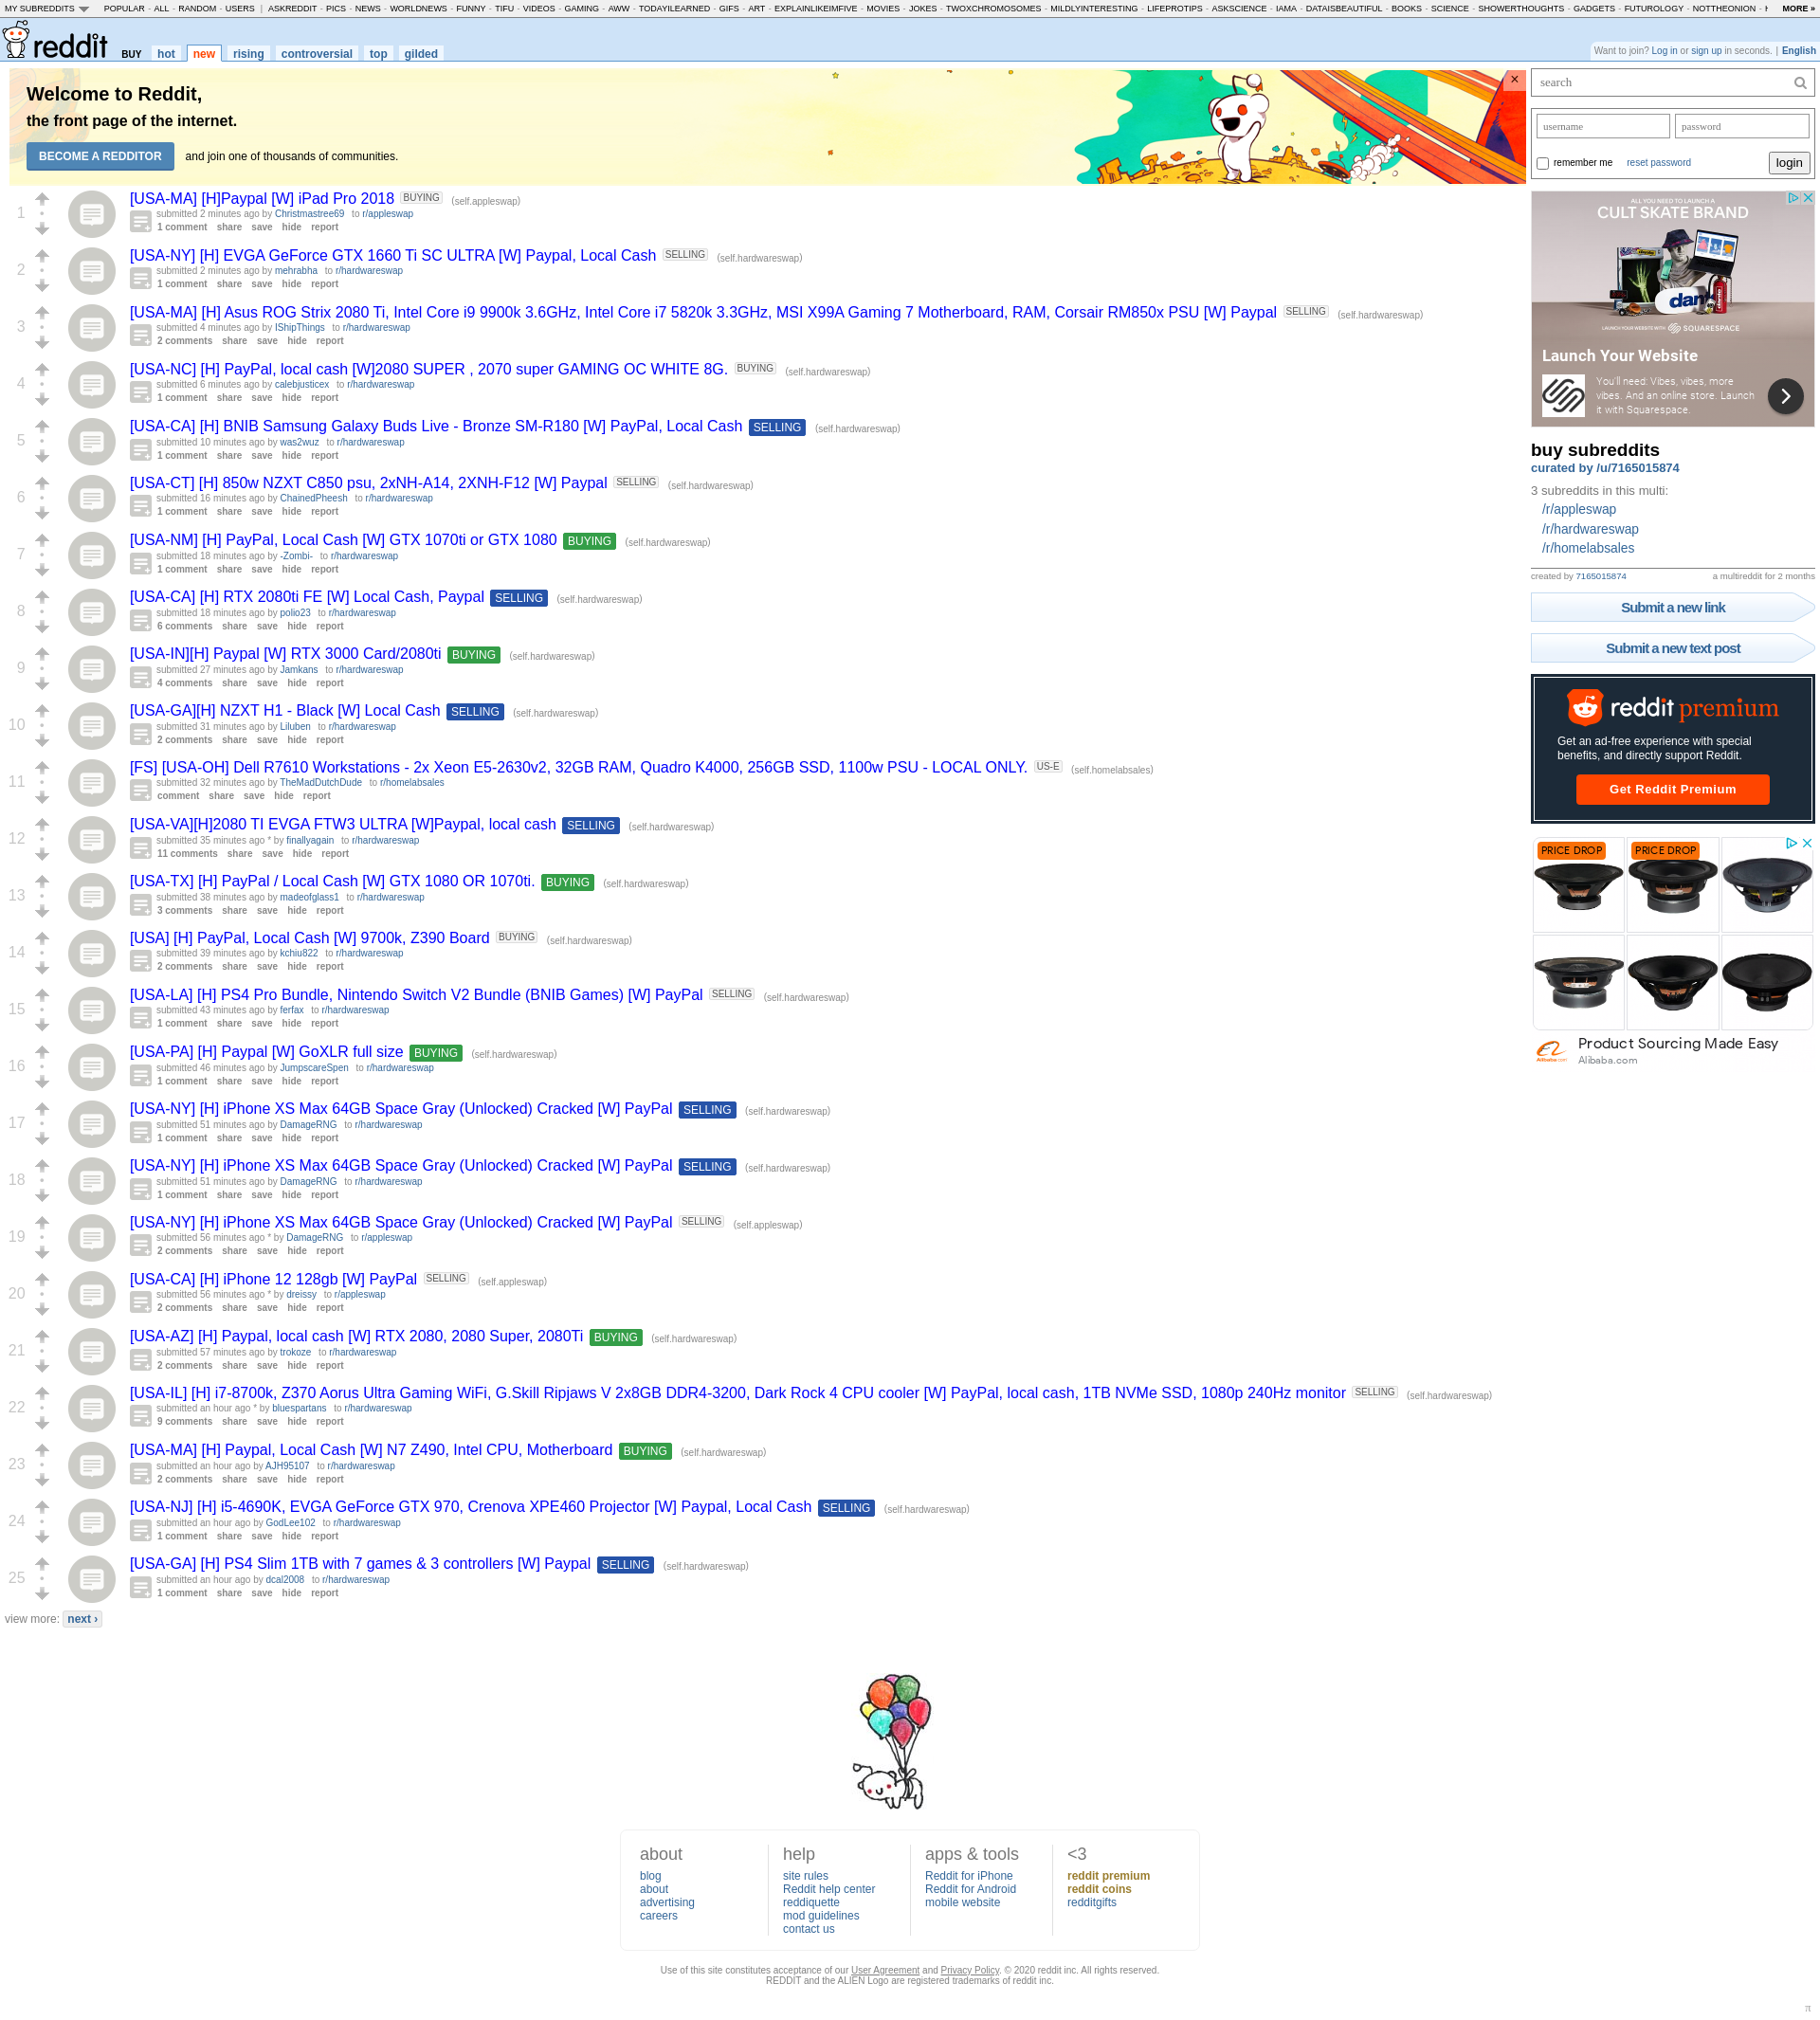 MY SUBREDDITS POPULAR - ALL - RANDOM - USERS | ASKREDDIT - PICS - NEWS - WORLDNEWS - FUNNY - TIFU - VIDEOS - GAMING - AWW - TODAYILEARNED - GIFS - ART - EXPLAINLIKEIMFIVE - MOVIES - JOKES - TWOXCHROMOSOMES - MILDLYINTERESTING - LIFEPROTIPS - ASKSCIENCE - IAMA - DATAISBEAUTIFUL - BOOKS - SCIENCE - SHOWERTHOUGHTS - GADGETS - FUTUROLOGY - NOTTHEONION - MORE »
reddit BUY hot new rising controversial top gilded
Want to join? Log in or sign up in seconds. | English
Welcome to Reddit,
the front page of the internet.
BECOME A REDDITOR and join one of thousands of communities.
×
1
[USA-MA] [H]Paypal [W] iPad Pro 2018 BUYING (self.appleswap)
submitted 2 minutes ago by Christmastree69 to r/appleswap
1 comment share save hide report
2
[USA-NY] [H] EVGA GeForce GTX 1660 Ti SC ULTRA [W] Paypal, Local Cash SELLING (self.hardwareswap)
submitted 2 minutes ago by mehrabha to r/hardwareswap
1 comment share save hide report
3
[USA-MA] [H] Asus ROG Strix 2080 Ti, Intel Core i9 9900k 3.6GHz, Intel Core i7 5820k 3.3GHz, MSI X99A Gaming 7 Motherboard, RAM, Corsair RM850x PSU [W] Paypal SELLING (self.hardwareswap)
submitted 4 minutes ago by IShipThings to r/hardwareswap
2 comments share save hide report
4
[USA-NC] [H] PayPal, local cash [W]2080 SUPER , 2070 super GAMING OC WHITE 8G. BUYING (self.hardwareswap)
submitted 6 minutes ago by calebjusticex to r/hardwareswap
1 comment share save hide report
5
[USA-CA] [H] BNIB Samsung Galaxy Buds Live - Bronze SM-R180 [W] PayPal, Local Cash SELLING (self.hardwareswap)
submitted 10 minutes ago by was2wuz to r/hardwareswap
1 comment share save hide report
6
[USA-CT] [H] 850w NZXT C850 psu, 2xNH-A14, 2XNH-F12 [W] Paypal SELLING (self.hardwareswap)
submitted 16 minutes ago by ChainedPheesh to r/hardwareswap
1 comment share save hide report
7
[USA-NM] [H] PayPal, Local Cash [W] GTX 1070ti or GTX 1080 BUYING (self.hardwareswap)
submitted 18 minutes ago by -Zombi- to r/hardwareswap
1 comment share save hide report
8
[USA-CA] [H] RTX 2080ti FE [W] Local Cash, Paypal SELLING (self.hardwareswap)
submitted 18 minutes ago by polio23 to r/hardwareswap
6 comments share save hide report
9
[USA-IN][H] Paypal [W] RTX 3000 Card/2080ti BUYING (self.hardwareswap)
submitted 27 minutes ago by Jamkans to r/hardwareswap
4 comments share save hide report
10
[USA-GA][H] NZXT H1 - Black [W] Local Cash SELLING (self.hardwareswap)
submitted 31 minutes ago by Liluben to r/hardwareswap
2 comments share save hide report
11
[FS] [USA-OH] Dell R7610 Workstations - 2x Xeon E5-2630v2, 32GB RAM, Quadro K4000, 256GB SSD, 1100w PSU - LOCAL ONLY. US-E (self.homelabsales)
submitted 32 minutes ago by TheMadDutchDude to r/homelabsales
comment share save hide report
12
[USA-VA][H]2080 TI EVGA FTW3 ULTRA [W]Paypal, local cash SELLING (self.hardwareswap)
submitted 35 minutes ago * by finallyagain to r/hardwareswap
11 comments share save hide report
13
[USA-TX] [H] PayPal / Local Cash [W] GTX 1080 OR 1070ti. BUYING (self.hardwareswap)
submitted 38 minutes ago by madeofglass1 to r/hardwareswap
3 comments share save hide report
14
[USA] [H] PayPal, Local Cash [W] 9700k, Z390 Board BUYING (self.hardwareswap)
submitted 39 minutes ago by kchiu822 to r/hardwareswap
2 comments share save hide report
15
[USA-LA] [H] PS4 Pro Bundle, Nintendo Switch V2 Bundle (BNIB Games) [W] PayPal SELLING (self.hardwareswap)
submitted 43 minutes ago by ferfax to r/hardwareswap
1 comment share save hide report
16
[USA-PA] [H] Paypal [W] GoXLR full size BUYING (self.hardwareswap)
submitted 46 minutes ago by JumpscareSpen to r/hardwareswap
1 comment share save hide report
17
[USA-NY] [H] iPhone XS Max 64GB Space Gray (Unlocked) Cracked [W] PayPal SELLING (self.hardwareswap)
submitted 51 minutes ago by DamageRNG to r/hardwareswap
1 comment share save hide report
18
[USA-NY] [H] iPhone XS Max 64GB Space Gray (Unlocked) Cracked [W] PayPal SELLING (self.hardwareswap)
submitted 51 minutes ago by DamageRNG to r/hardwareswap
1 comment share save hide report
19
[USA-NY] [H] iPhone XS Max 64GB Space Gray (Unlocked) Cracked [W] PayPal SELLING (self.appleswap)
submitted 56 minutes ago * by DamageRNG to r/appleswap
2 comments share save hide report
20
[USA-CA] [H] iPhone 12 128gb [W] PayPal SELLING (self.appleswap)
submitted 56 minutes ago * by dreissy to r/appleswap
2 comments share save hide report
21
[USA-AZ] [H] Paypal, local cash [W] RTX 2080, 2080 Super, 2080Ti BUYING (self.hardwareswap)
submitted 57 minutes ago by trokoze to r/hardwareswap
2 comments share save hide report
22
[USA-IL] [H] i7-8700k, Z370 Aorus Ultra Gaming WiFi, G.Skill Ripjaws V 2x8GB DDR4-3200, Dark Rock 4 CPU cooler [W] PayPal, local cash, 1TB NVMe SSD, 1080p 240Hz monitor SELLING (self.hardwareswap)
submitted an hour ago * by bluespartans to r/hardwareswap
9 comments share save hide report
23
[USA-MA] [H] Paypal, Local Cash [W] N7 Z490, Intel CPU, Motherboard BUYING (self.hardwareswap)
submitted an hour ago by AJH95107 to r/hardwareswap
2 comments share save hide report
24
[USA-NJ] [H] i5-4690K, EVGA GeForce GTX 970, Crenova XPE460 Projector [W] Paypal, Local Cash SELLING (self.hardwareswap)
submitted an hour ago by GodLee102 to r/hardwareswap
1 comment share save hide report
25
[USA-GA] [H] PS4 Slim 1TB with 7 games & 3 controllers [W] Paypal SELLING (self.hardwareswap)
submitted an hour ago by dcal2008 to r/hardwareswap
1 comment share save hide report
view more: next ›
search
username password
remember me reset password login
ALL YOU NEED TO LAUNCH A
CULT SKATE BRAND
dam
LAUNCH YOUR WEBSITE WITH SQUARESPACE
Launch Your Website
You'll need: Vibes, vibes, more
vibes. And an online store. Launch
it with Squarespace.
buy subreddits
curated by /u/7165015874
3 subreddits in this multi:
/r/appleswap
/r/hardwareswap
/r/homelabsales
created by 7165015874 a multireddit for 2 months
Submit a new link
Submit a new text post
reddit premium
Get an ad-free experience with special
benefits, and directly support Reddit.
Get Reddit Premium
PRICE DROP PRICE DROP
Product Sourcing Made Easy
Alibaba.com
about
blog
about
advertising
careers
help
site rules
Reddit help center
reddiquette
mod guidelines
contact us
apps & tools
Reddit for iPhone
Reddit for Android
mobile website
<3
reddit premium
reddit coins
redditgifts
Use of this site constitutes acceptance of our User Agreement and Privacy Policy. © 2020 reddit inc. All rights reserved.
REDDIT and the ALIEN Logo are registered trademarks of reddit inc.
π